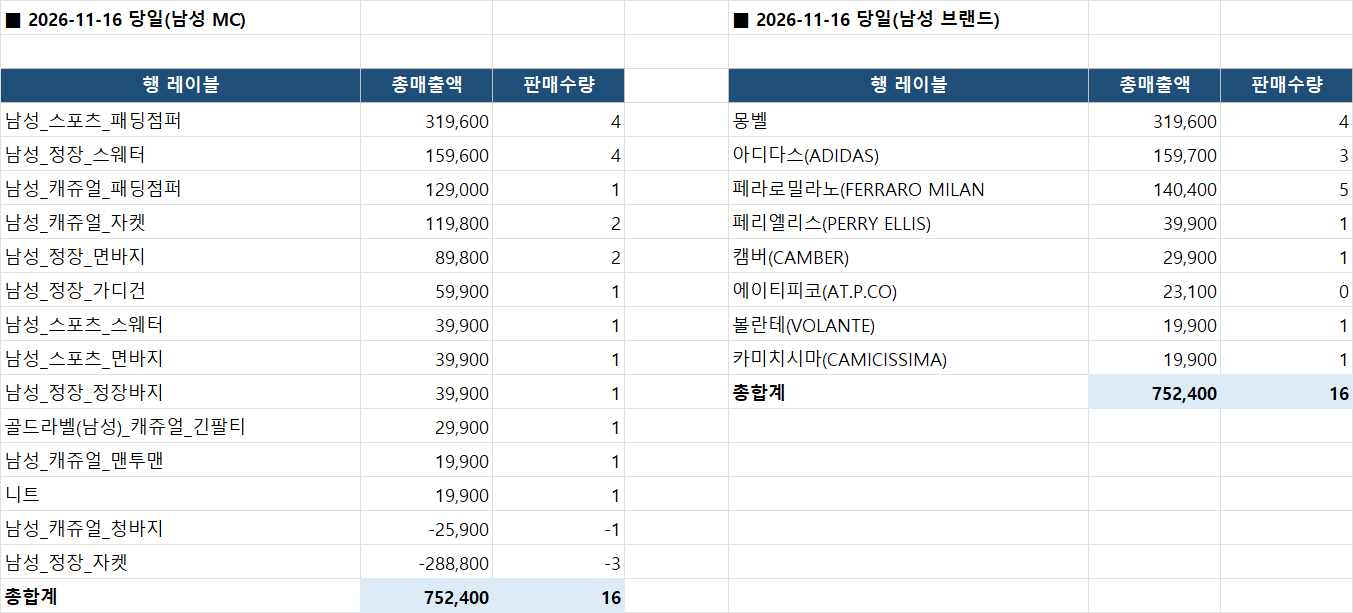 ■ 2026-11-16 당일(남성 MC)
행 레이블 총매출액 판매수량
남성_스포츠_패딩점퍼 319,600 4
남성_정장_스웨터 159,600 4
남성_캐쥬얼_패딩점퍼 129,000 1
남성_캐쥬얼_자켓 119,800 2
남성_정장_면바지 89,800 2
남성_정장_가디건 59,900 1
남성_스포츠_스웨터 39,900 1
남성_스포츠_면바지 39,900 1
남성_정장_정장바지 39,900 1
골드라벨(남성)_캐쥬얼_긴팔티 29,900 1
남성_캐쥬얼_맨투맨 19,900 1
니트 19,900 1
남성_캐쥬얼_청바지 -25,900 -1
남성_정장_자켓 -288,800 -3
총합계 752,400 16
■ 2026-11-16 당일(남성 브랜드)
행 레이블 총매출액 판매수량
몽벨 319,600 4
아디다스(ADIDAS) 159,700 3
페라로밀라노(FERRARO MILAN 140,400 5
페리엘리스(PERRY ELLIS) 39,900 1
캠버(CAMBER) 29,900 1
에이티피코(AT.P.CO) 23,100 0
볼란테(VOLANTE) 19,900 1
카미치시마(CAMICISSIMA) 19,900 1
총합계 752,400 16